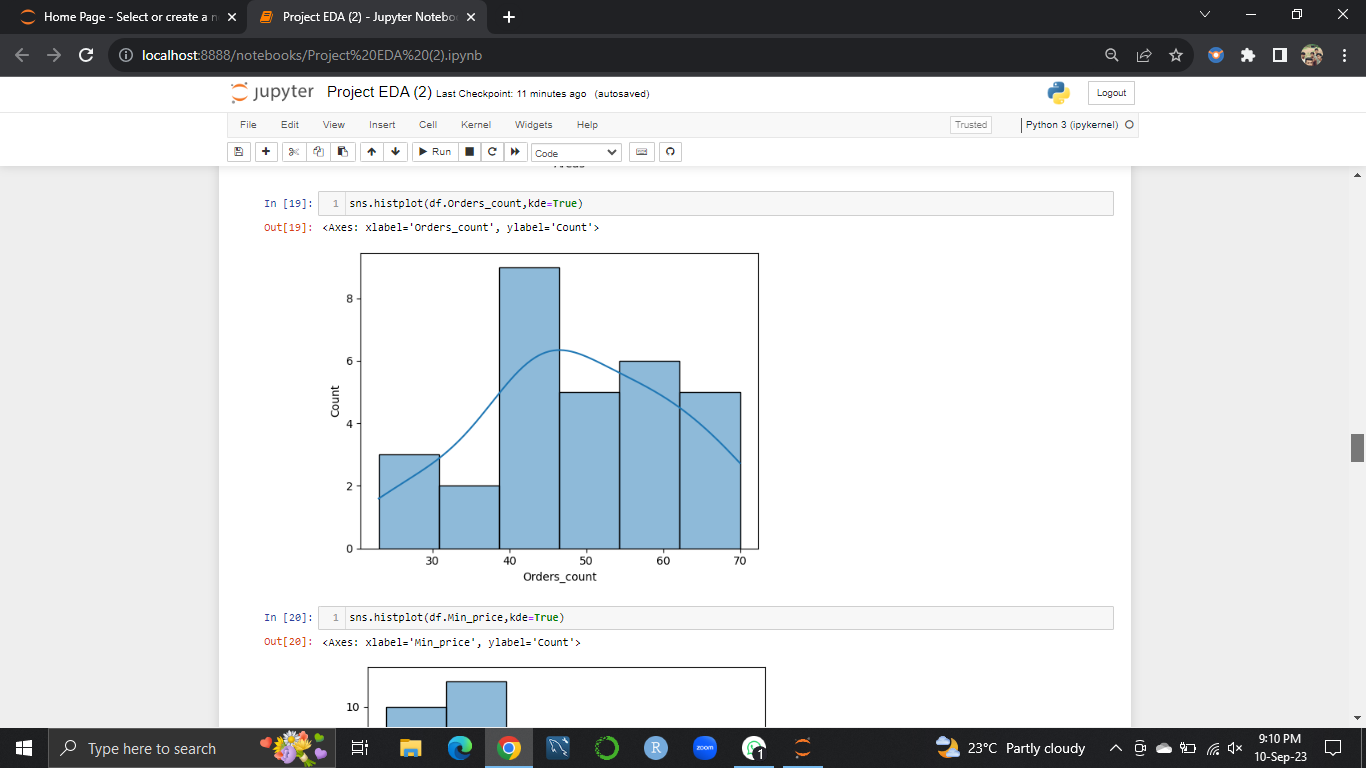 Home Page - Select or create a n
Project EDA (2) - Jupyter Notebo
localhost:8888/notebooks/Project%20EDA%20(2).ipynb
jupyter Project EDA (2) Last Checkpoint: 11 minutes ago (autosaved)
Logout
File Edit View Insert Cell Kernel Widgets Help
Trusted
Python 3 (ipykernel)
Run
Code
In [19]: 1 sns.histplot(df.Orders_count,kde=True)
Out[19]: <Axes: xlabel='Orders_count', ylabel='Count'>
8
6
4
2
0
Count
30 40 50 60 70
Orders_count
In [20]: 1 sns.histplot(df.Min_price,kde=True)
Out[20]: <Axes: xlabel='Min_price', ylabel='Count'>
10
Type here to search
R
zoom
1
23°C Partly cloudy
9:10 PM
10-Sep-23